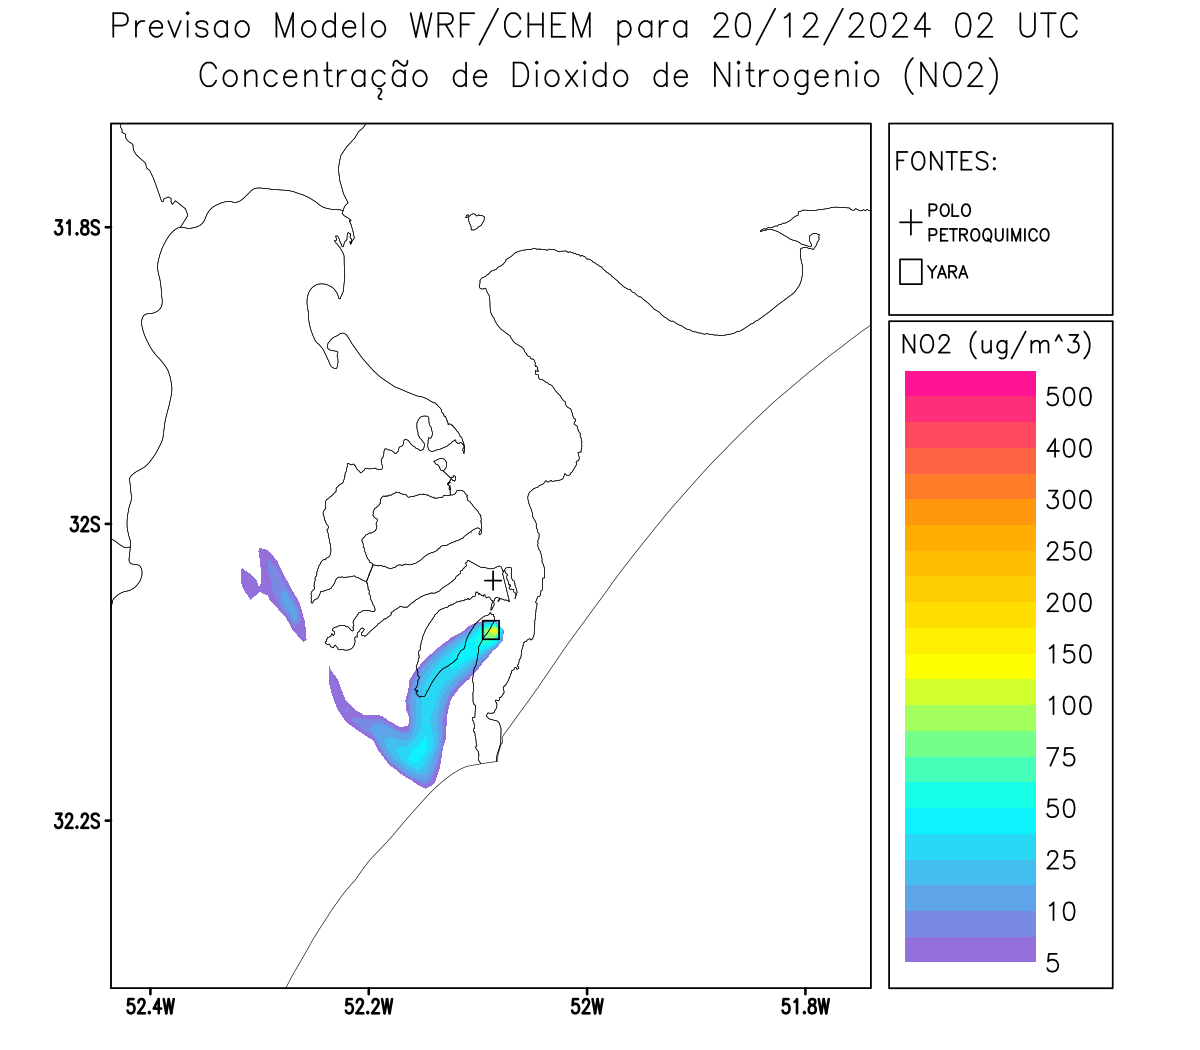 Previsao Modelo WRF/CHEM para 20/12/2024 02 UTC
Concentração de Dioxido de Nitrogenio (NO2)
FONTES:
POLO
PETROQUIMICO
YARA
NO2 (ug/m^3)
500
400
300
250
200
150
100
75
50
25
10
5
31.8S
32S
32.2S
52.4W
52.2W
52W
51.8W